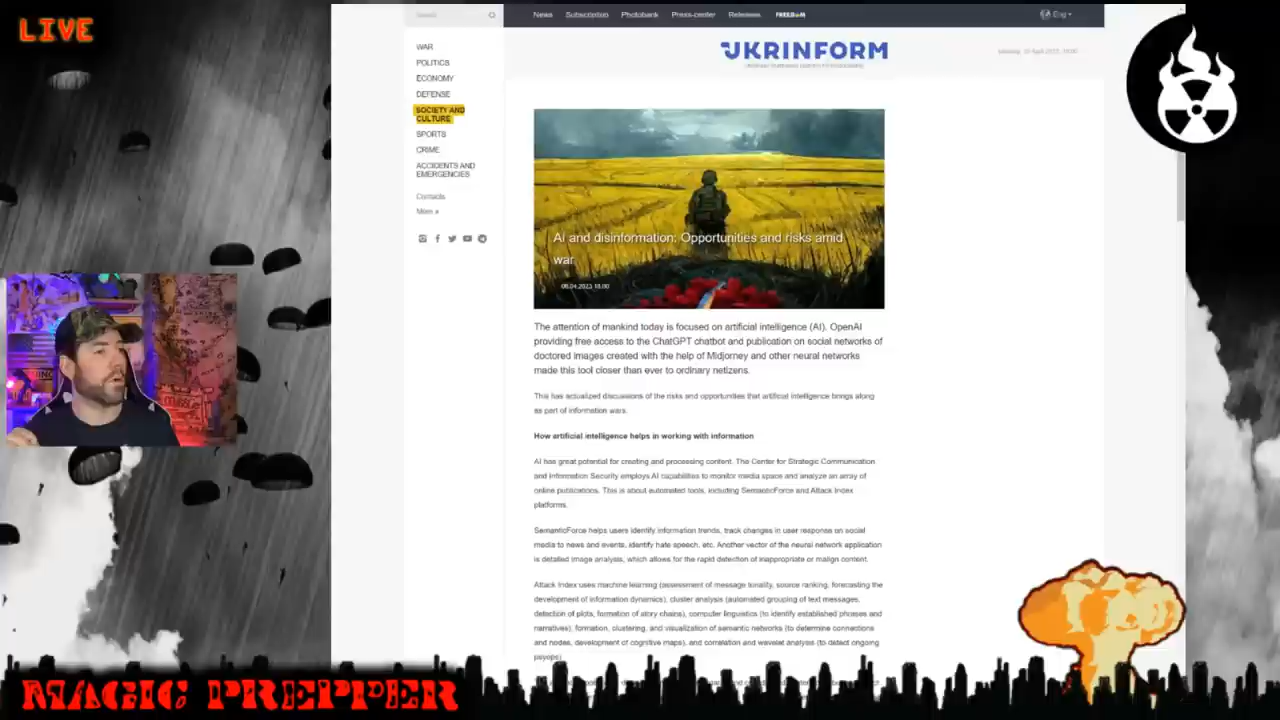 LIVE
News Subscription Photobank Press-center References FREEDOM
Eng
UKRINFORM
WAR
POLITICS
ECONOMY
DEFENSE
SOCIETY AND
CULTURE
SPORTS
CRIME
ACCIDENTS AND
EMERGENCIES
Contacts
More »
AI and disinformation: Opportunities and risks amid
war
08.04.2023 18:00
The attention of mankind today is focused on artificial intelligence (AI). OpenAI
providing free access to the ChatGPT chatbot and publication on social networks of
doctored images created with the help of Midjorney and other neural networks
made this tool closer than ever to ordinary netizens.
This has actualized discussions of the risks and opportunities that artificial intelligence brings along
as part of information wars.
How artificial intelligence helps in working with information
AI has great potential for creating and processing content. The Center for Strategic Communication
and Information Security employs AI capabilities to monitor media space and analyze an array of
online publications. This is about automated tools, including SemanticForce and Attack Index
platforms.
SemanticForce helps users identify information trends, track changes in user response on social
media to news and events, identify hate speech, etc. Another vector of the neural network application
is detailed image analysis, which allows for the rapid detection of inappropriate or malign content.
Attack Index uses machine learning (assessment of message tonality, source ranking, forecasting the
development of information dynamics), cluster analysis (automated grouping of text messages,
detection of plots, formation of story chains), computer linguistics (to identify established phrases and
narratives), formation, clustering, and visualization of semantic networks (to determine connections
and nodes, development of cognitive maps), and correlation and wavelet analysis (to detect ongoing
psyops).
MAGIC PREPPER